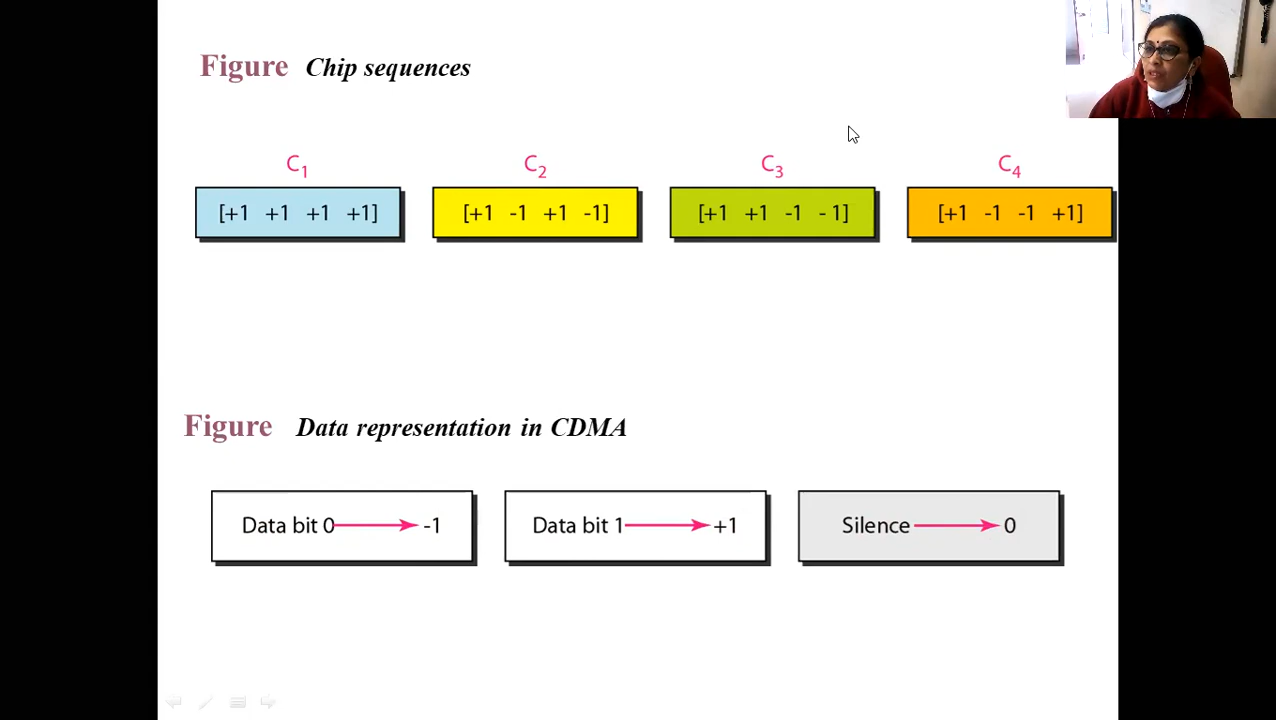 Figure Chip sequences
C1 C2 C3 C4
[+1 +1 +1 +1] [+1 -1 +1 -1] [+1 +1 -1 - 1] [+1 -1 -1 +1]
Figure Data representation in CDMA
Data bit 0 -1 Data bit 1 +1 Silence 0